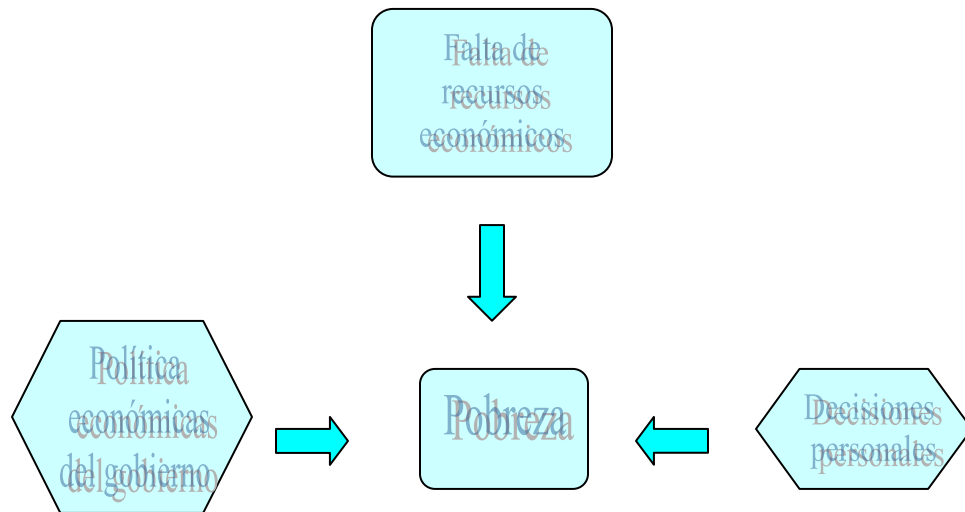 Falta de
recursos
económicos
Política
económicas
del gobierno
Pobreza
Decisiones
personales